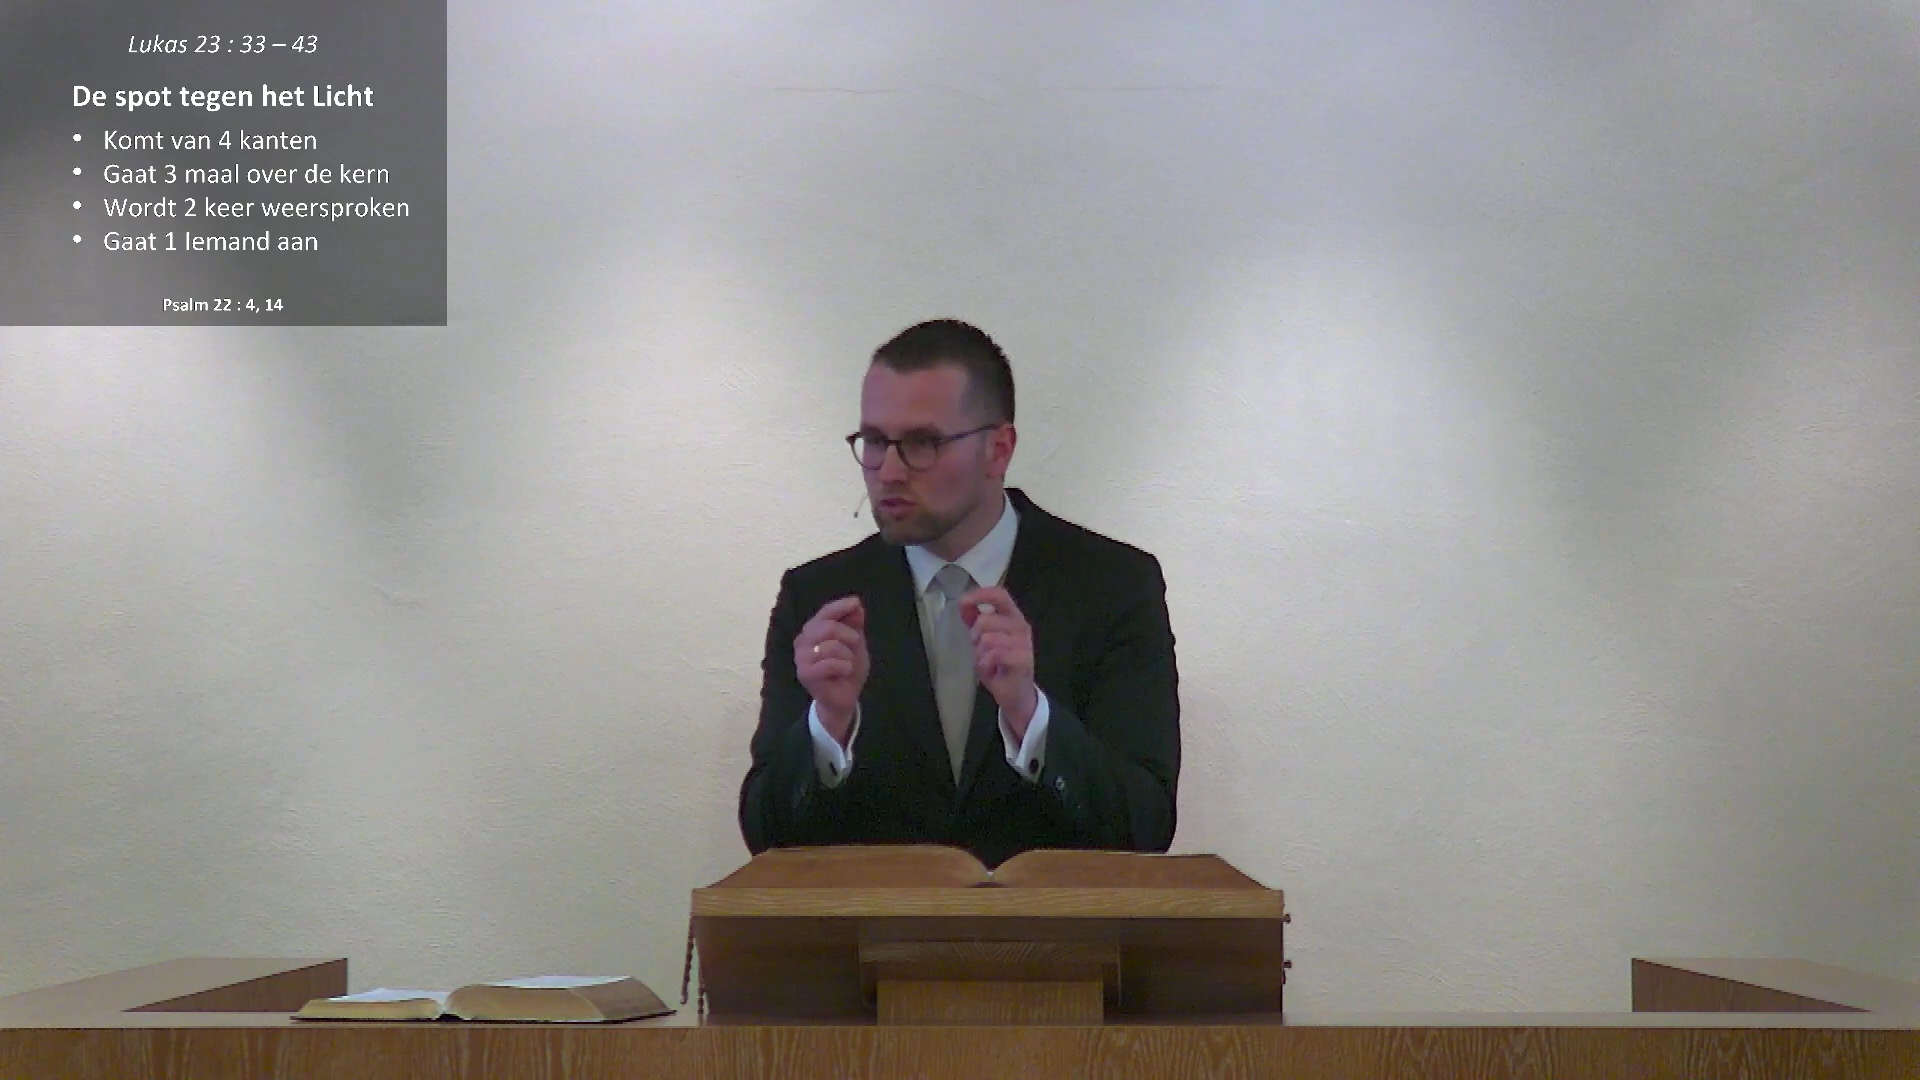 Lukas 23 : 33 – 43
De spot tegen het Licht
• Komt van 4 kanten
• Gaat 3 maal over de kern
• Wordt 2 keer weersproken
• Gaat 1 Iemand aan
Psalm 22 : 4, 14